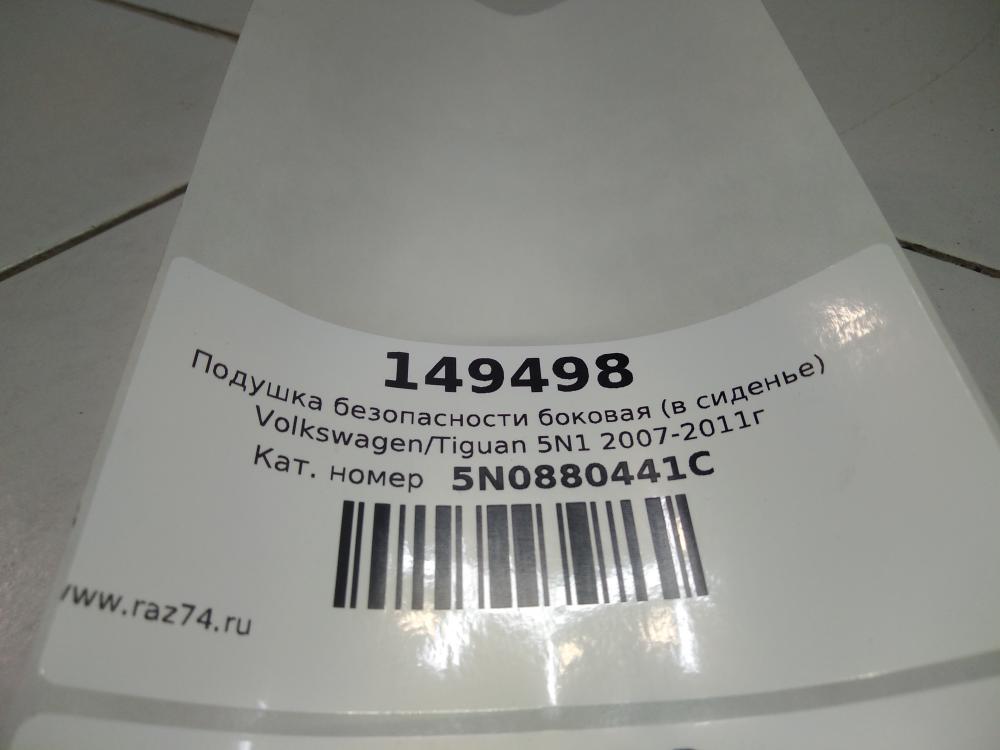 149498
Подушка безопасности боковая (в сиденье)
Volkswagen/Tiguan 5N1 2007-2011г
Кат. номер 5N0880441C
www.raz74.ru